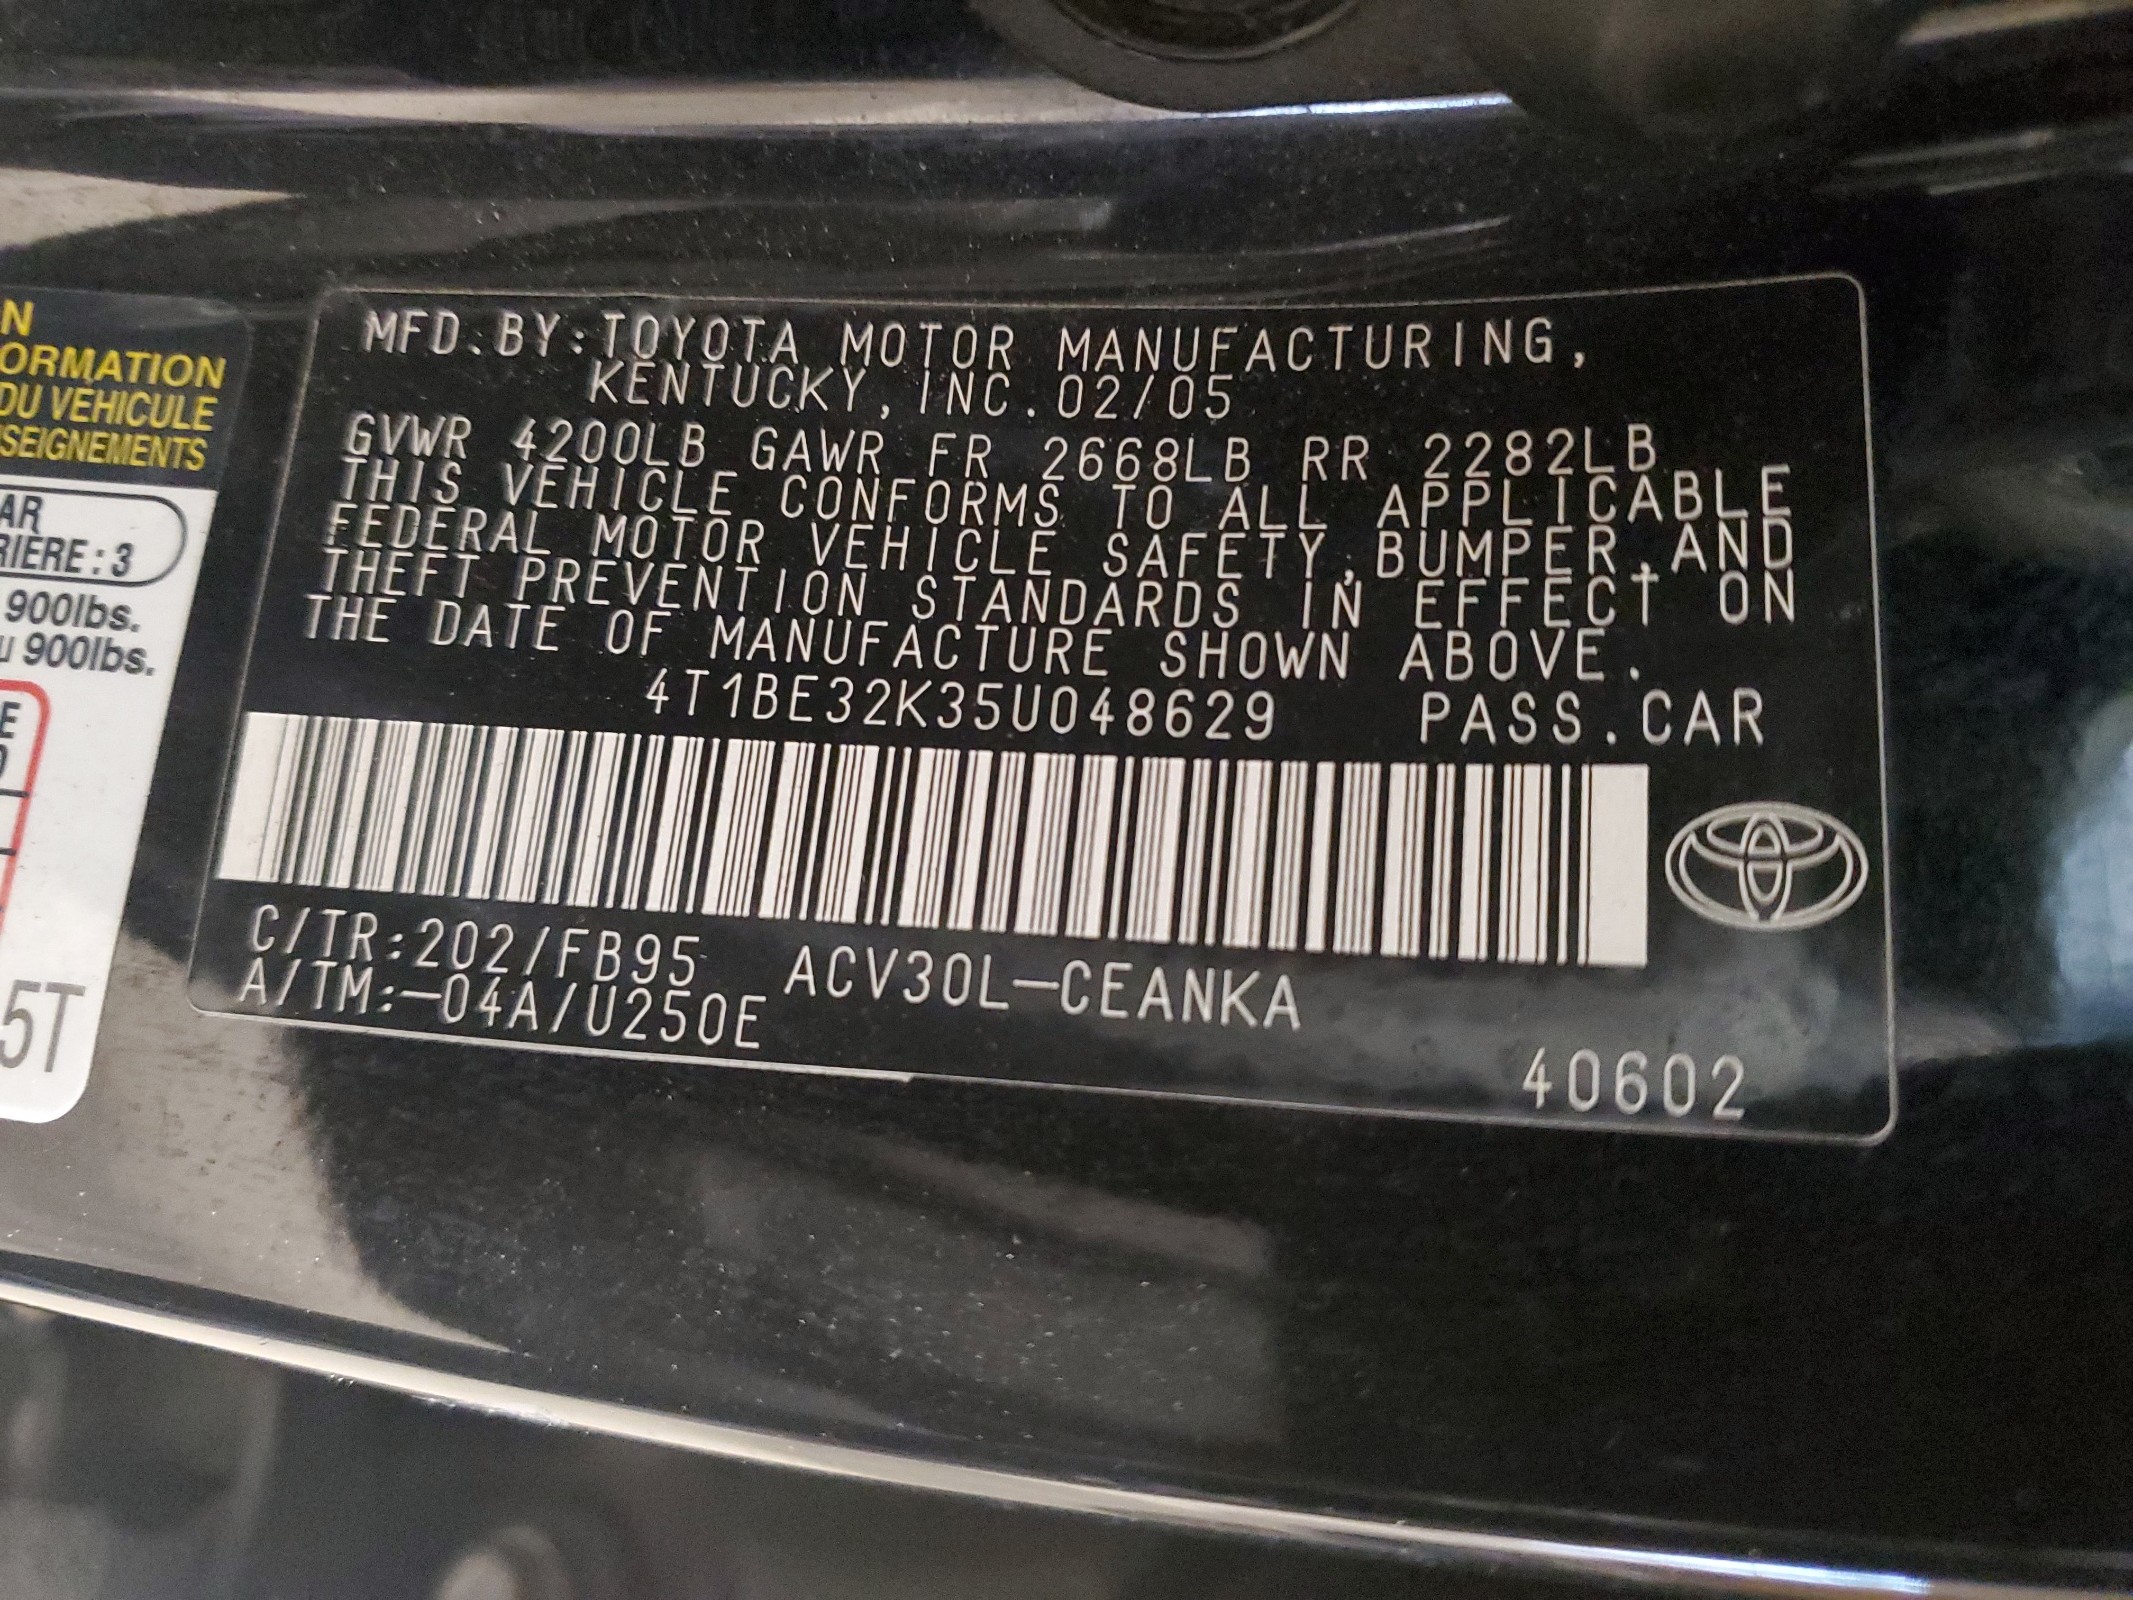 N
ORMATION
DU VÉHICULE
SEIGNEMENTS
AR
RIÈRE : 3
900lbs.
u 900lbs.
E
5T
MFD.BY:TOYOTA MOTOR MANUFACTURING,
KENTUCKY, INC.02/05
GVWR 4200LB GAWR FR 2668LB RR 2282LB
THIS VEHICLE CONFORMS TO ALL APPLICABLE
FEDERAL MOTOR VEHICLE SAFETY,BUMPER,AND
THEFT PREVENTION STANDARDS IN EFFECT ON
THE DATE OF MANUFACTURE SHOWN ABOVE.
4T1BE32K35U048629 PASS.CAR
C/TR:202/FB95 ACV30L-CEANKA
A/TM:-04A/U250E
40602